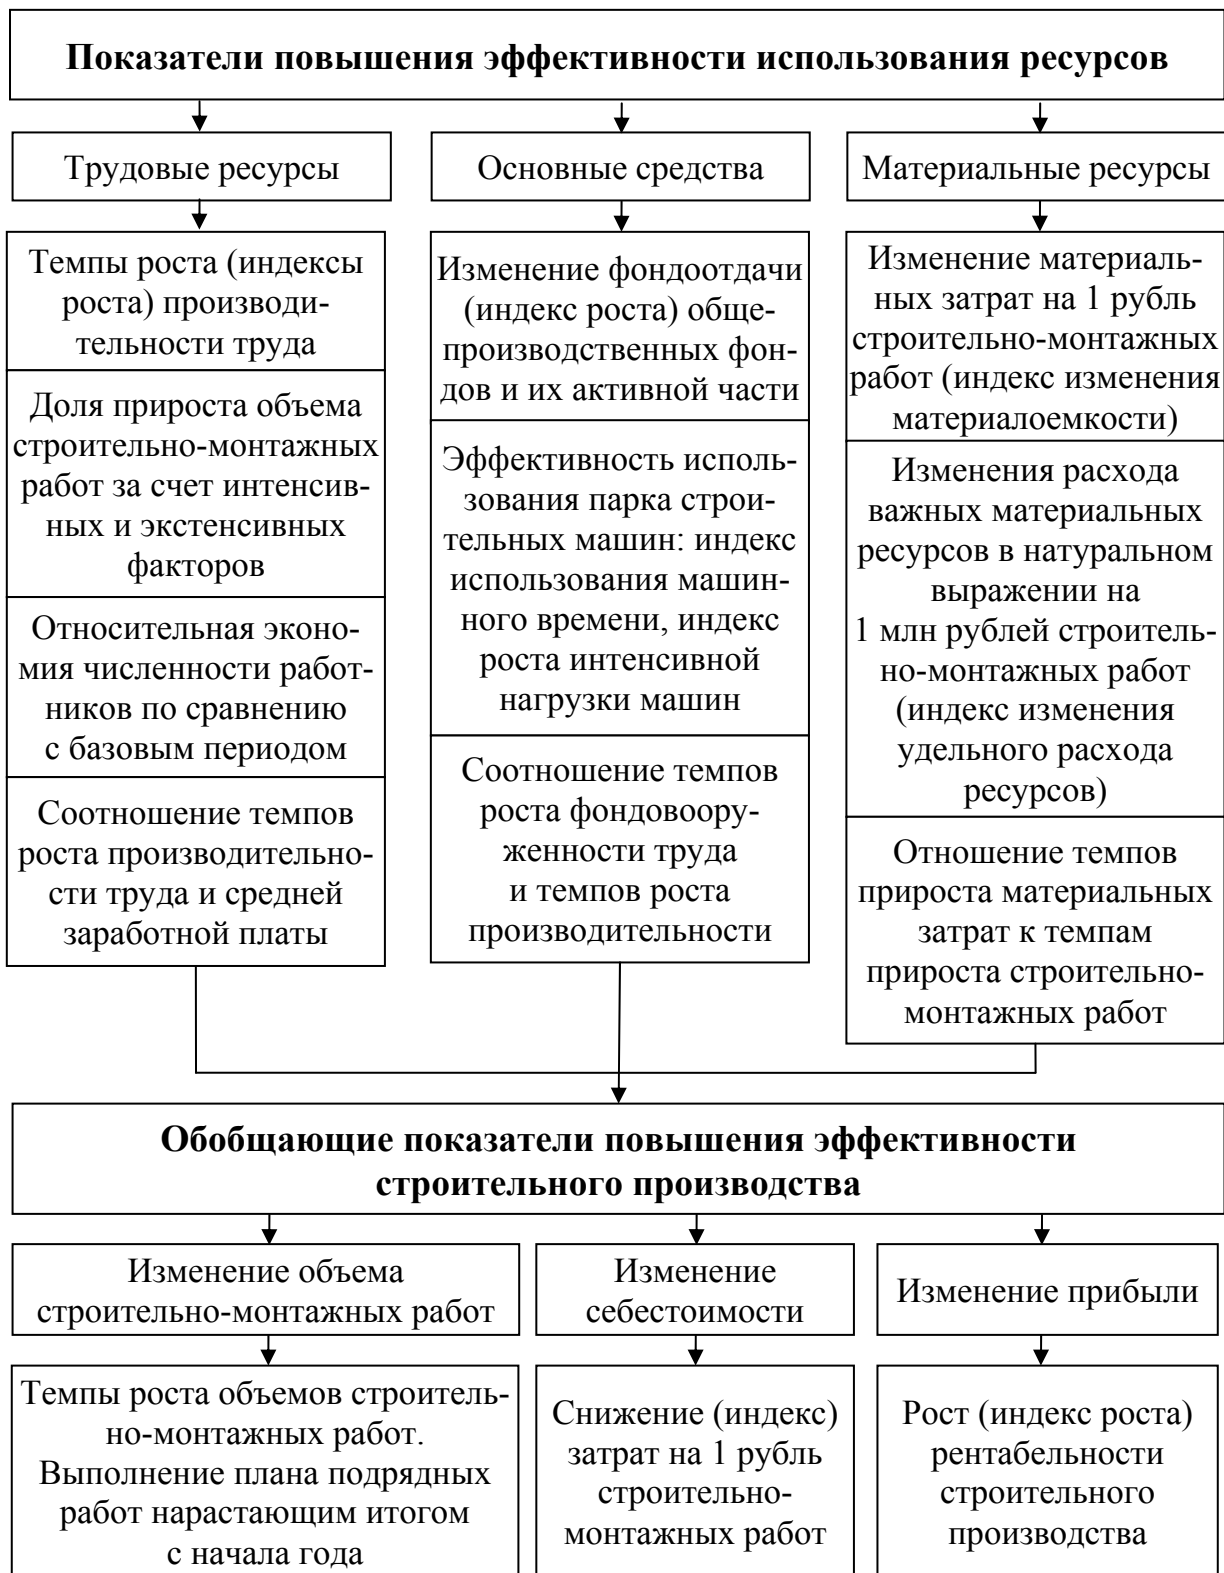 Показатели повышения эффективности использования ресурсов
Трудовые ресурсы
Темпы роста (индексы
роста) производи-
тельности труда
Доля прироста объема
строительно-монтажных
работ за счет интенсив-
ных и экстенсивных
факторов
Относительная эконо-
мия численности работ-
ников по сравнению
с базовым периодом
Соотношение темпов
роста производительно-
сти труда и средней
заработной платы
Основные средства
Изменение фондоотдачи
(индекс роста) обще-
производственных фон-
дов и их активной части
Эффективность исполь-
зования парка строи-
тельных машин: индекс
использования машин-
ного времени, индекс
роста интенсивной
нагрузки машин
Соотношение темпов
роста фондовоору-
женности труда
и темпов роста
производительности
Материальные ресурсы
Изменение материаль-
ных затрат на 1 рубль
строительно-монтажных
работ (индекс изменения
материалоемкости)
Изменения расхода
важных материальных
ресурсов в натуральном
выражении на
1 млн рублей строитель-
но-монтажных работ
(индекс изменения
удельного расхода
ресурсов)
Отношение темпов
прироста материальных
затрат к темпам
прироста строительно-
монтажных работ
Обобщающие показатели повышения эффективности
строительного производства
Изменение объема
строительно-монтажных работ
Темпы роста объемов строитель-
но-монтажных работ.
Выполнение плана подрядных
работ нарастающим итогом
с начала года
Изменение
себестоимости
Снижение (индекс)
затрат на 1 рубль
строительно-
монтажных работ
Изменение прибыли
Рост (индекс роста)
рентабельности
строительного
производства